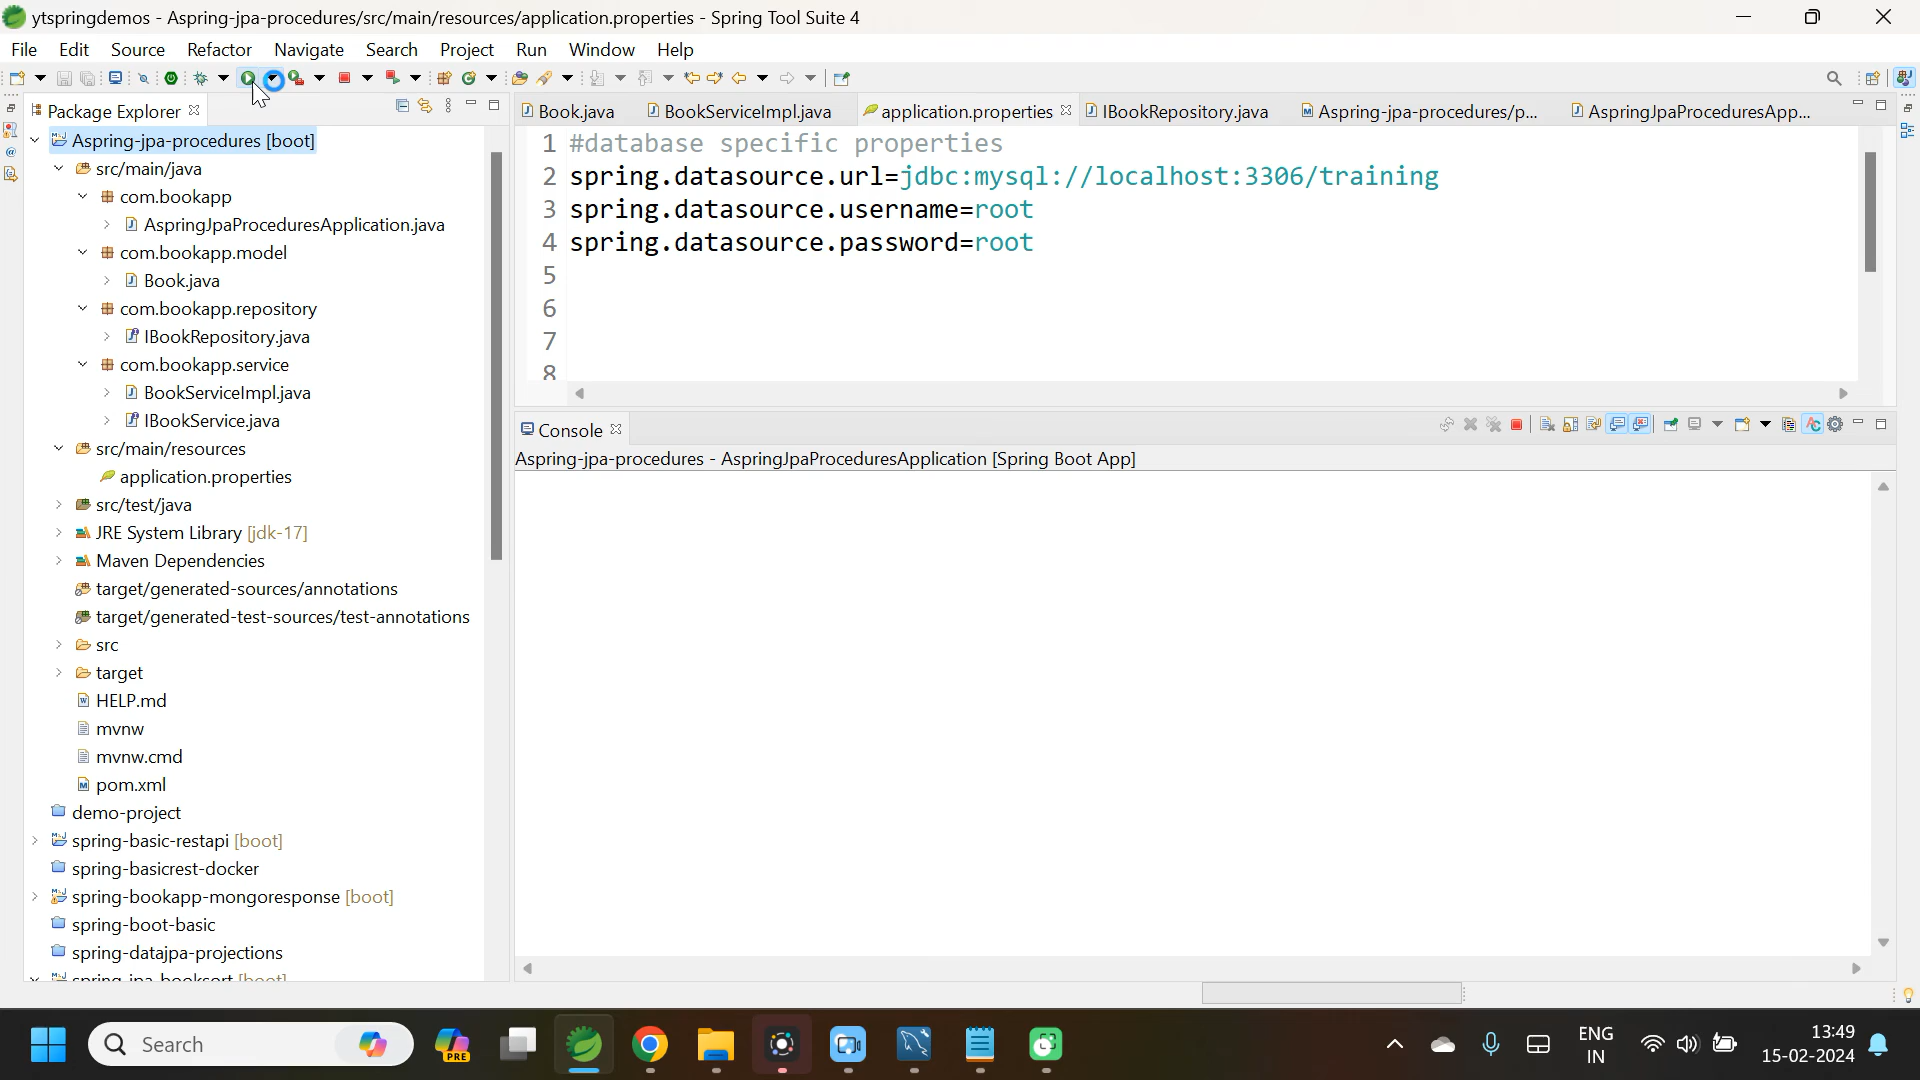 ytspringdemos - Aspring-jpa-procedures/src/main/resources/application.properties - Spring Tool Suite 4
File Edit Source Refactor Navigate Search Project Run Window Help
Package Explorer
Aspring-jpa-procedures [boot]
src/main/java
com.bookapp
AspringJpaProceduresApplication.java
com.bookapp.model
Book.java
com.bookapp.repository
IBookRepository.java
com.bookapp.service
BookServiceImpl.java
IBookService.java
src/main/resources
application.properties
src/test/java
JRE System Library [jdk-17]
Maven Dependencies
target/generated-sources/annotations
target/generated-test-sources/test-annotations
src
target
HELP.md
mvnw
mvnw.cmd
pom.xml
demo-project
spring-basic-restapi [boot]
spring-basicrest-docker
spring-bookapp-mongoresponse [boot]
spring-boot-basic
spring-datajpa-projections
spring-jpa-booksort [boot]
Book.java BookServiceImpl.java application.properties IBookRepository.java Aspring-jpa-procedures/p... AspringJpaProceduresApp...
1 #database specific properties
2 spring.datasource.url=jdbc:mysql://localhost:3306/training
3 spring.datasource.username=root
4 spring.datasource.password=root
5
6
7
8
Console
Aspring-jpa-procedures - AspringJpaProceduresApplication [Spring Boot App]
Search
PRE
ENG
IN
13:49
15-02-2024